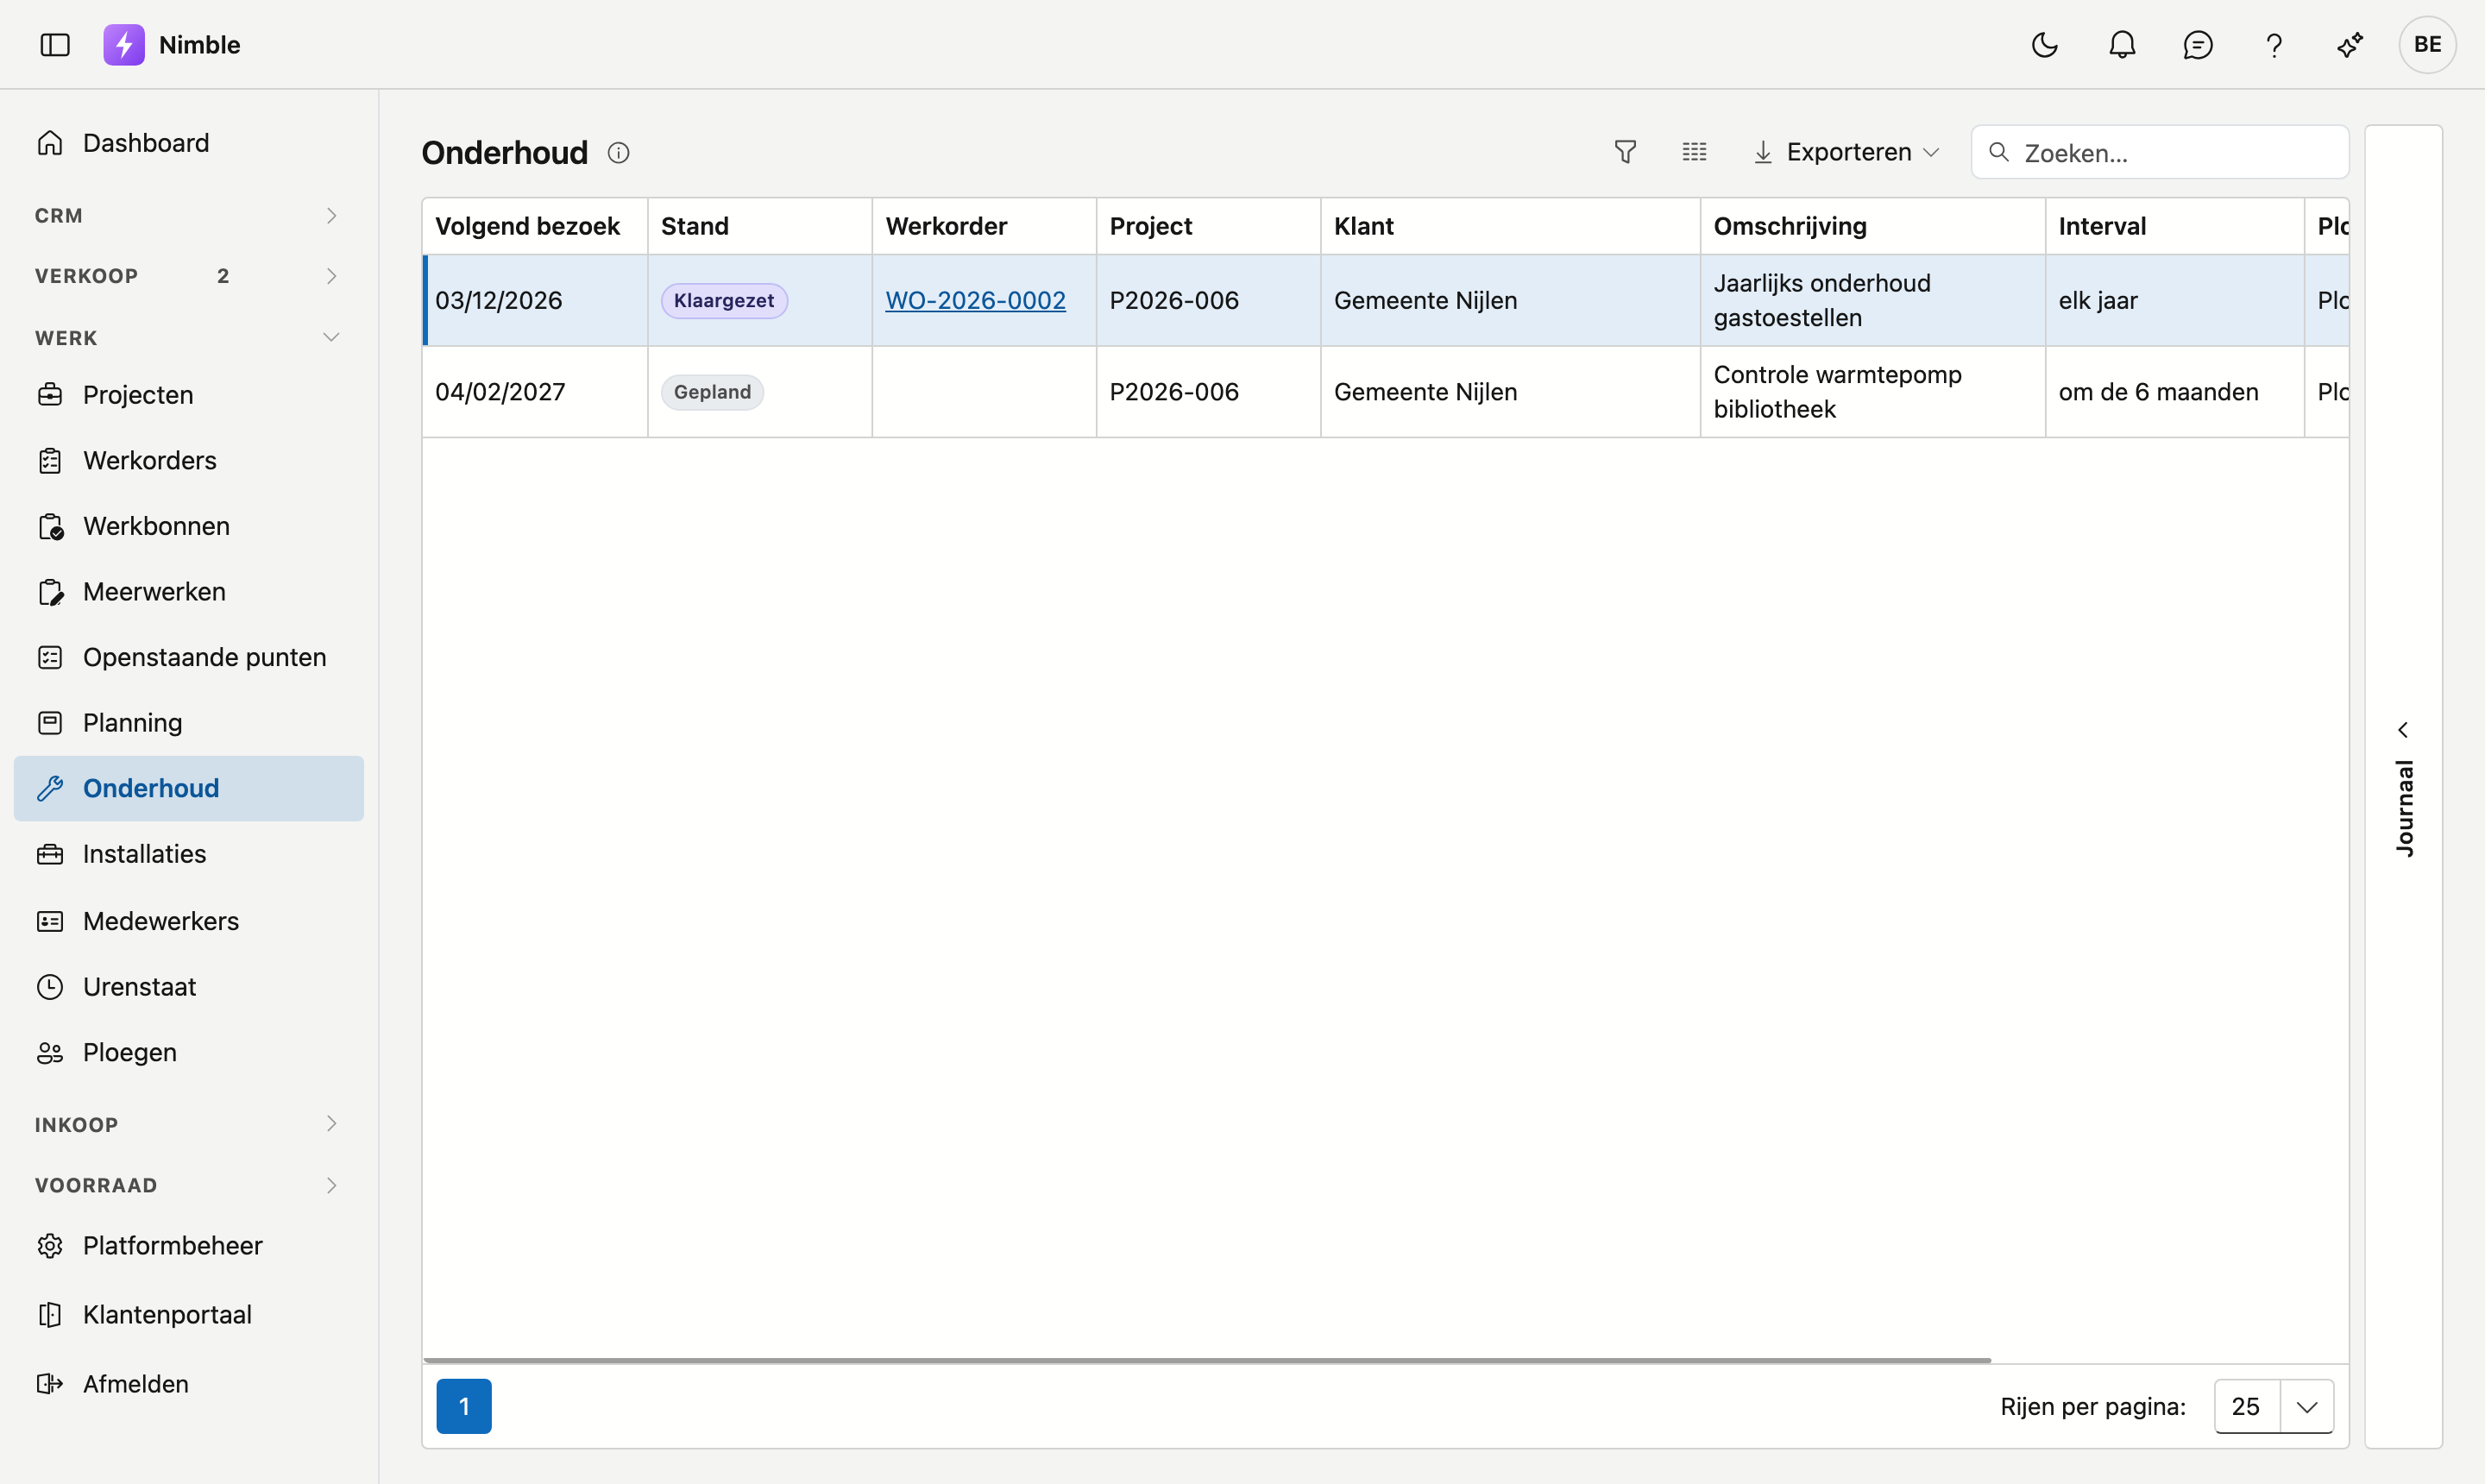 Nimble
BE
Dashboard
CRM
VERKOOP 2
WERK
Projecten
Werkorders
Werkbonnen
Meerwerken
Openstaande punten
Planning
Onderhoud
Installaties
Medewerkers
Urenstaat
Ploegen
INKOOP
VOORRAAD
Platformbeheer
Klantenportaal
Afmelden
Onderhoud
Exporteren
Zoeken...
Volgend bezoek Stand Werkorder Project Klant Omschrijving Interval
03/12/2026 Klaargezet WO-2026-0002 P2026-006 Gemeente Nijlen Jaarlijks onderhoud gastoestellen elk jaar
04/02/2027 Gepland P2026-006 Gemeente Nijlen Controle warmtepomp bibliotheek om de 6 maanden
1
Rijen per pagina: 25
Journaal